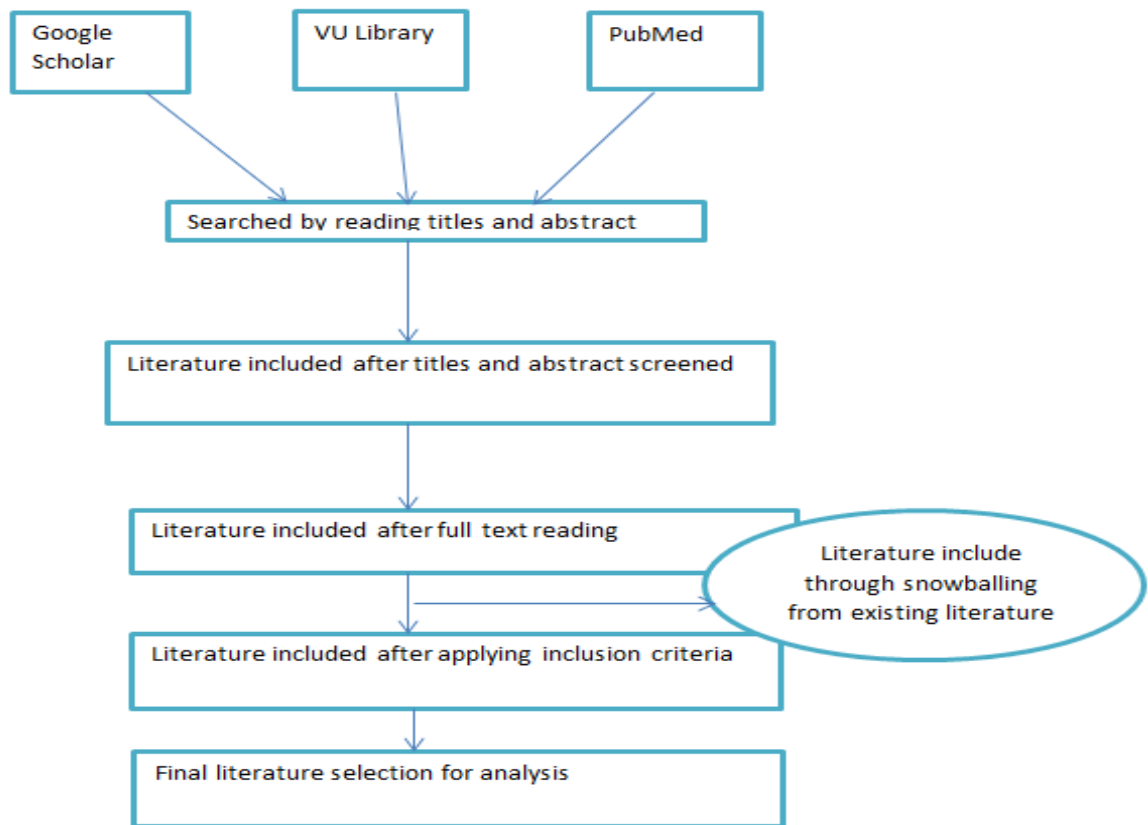 Google
Scholar
VU Library
PubMed
Searched by reading titles and abstract
Literature included after titles and abstract screened
Literature included after full text reading
Literature include
through snowballing
from existing literature
Literature included after applying inclusion criteria
Final literature selection for analysis